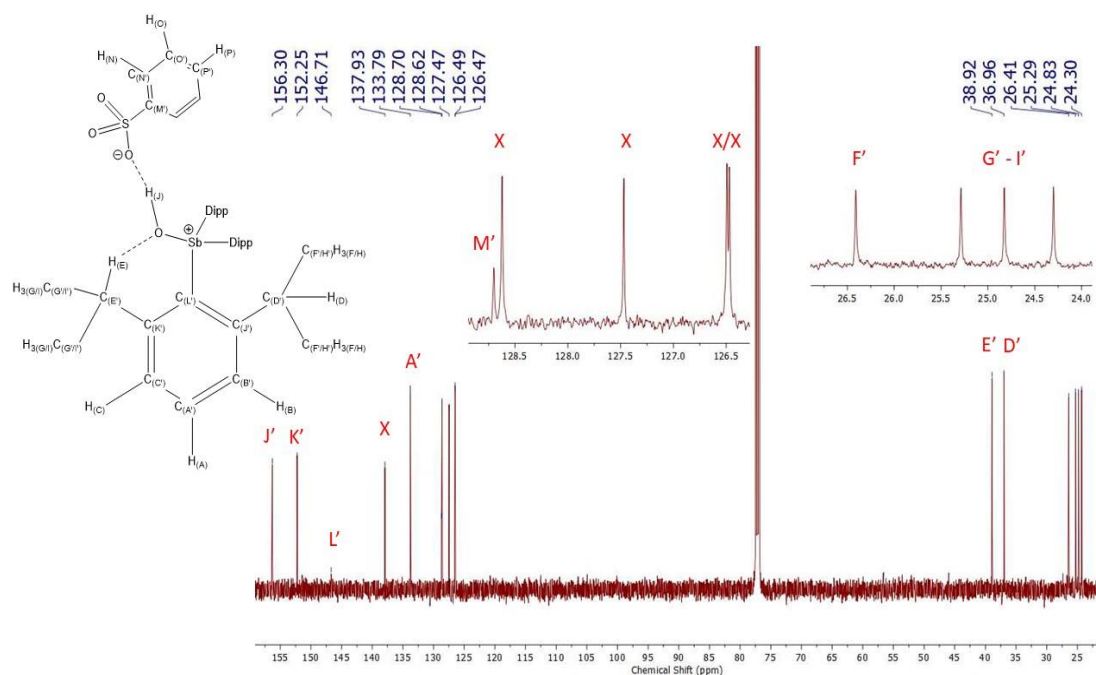 H(O)
H(N)
C(O')
H(P)
C(N')
C(P')
C(M')
O
S
O
O
⊖
H(J)
O
Dipp
⊕
Sb
Dipp
H(E)
C(F'/H')H3(F/H)
H3(G/I)C(G'/I')
C(E')
C(L')
C(D')
H(D)
C(K')
C(J')
H3(G/I)C(G'/I')
C(F'/H')H3(F/H)
C(C')
C(B')
H(C)
C(A')
H(B)
H(A)
156.30
152.25
146.71
137.93
133.79
128.70
128.62
127.47
126.49
126.47
38.92
36.96
26.41
25.29
24.83
24.30
X X X/X
M'
128.5 128.0 127.5 127.0 126.5
F' G' - I'
26.5 26.0 25.5 25.0 24.5 24.0
J' K' L' X A' E' D'
155 150 145 140 135 130 125 120 115 110 105 100 95 90 85 80 75 70 65 60 55 50 45 40 35 30 25
Chemical Shift (ppm)